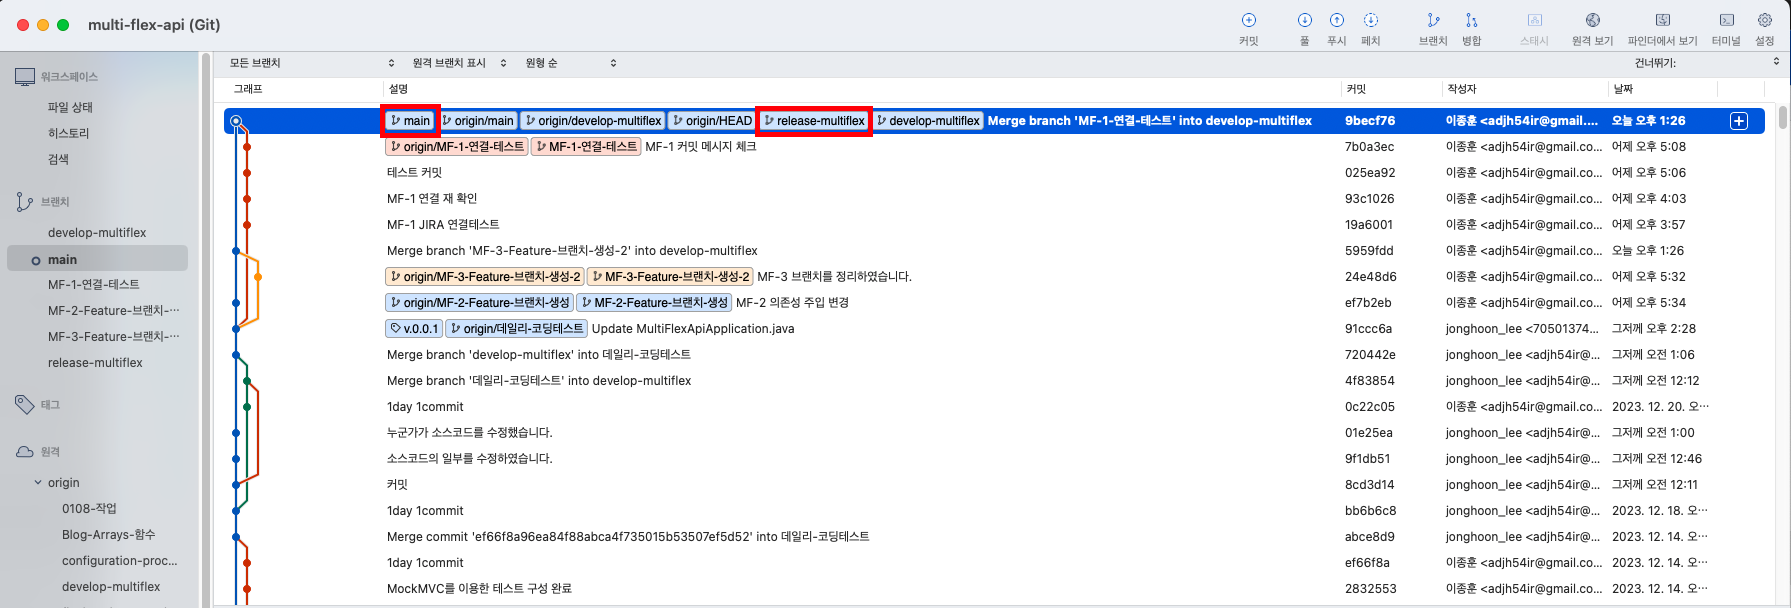 multi-flex-api (Git)
커밋 풀 푸시 페치 브랜치 병합 스태시 원격 보기 파인더에서 보기 터미널 설정
워크스페이스
파일 상태
히스토리
검색
브랜치
develop-multiflex
main
MF-1-연결-테스트
MF-2-Feature-브랜치-…
MF-3-Feature-브랜치-…
release-multiflex
태그
원격
origin
0108-작업
Blog-Arrays-함수
configuration-proc...
develop-multiflex
모든 브랜치 원격 브랜치 표시 원형 순 건너뛰기:
그래프 설명 커밋 작성자 날짜
main origin/main origin/develop-multiflex origin/HEAD release-multiflex develop-multiflex Merge branch 'MF-1-연결-테스트' into develop-multiflex 9becf76 이종훈 <adjh54ir@gmail.... 오늘 오후 1:26
origin/MF-1-연결-테스트 MF-1-연결-테스트 MF-1 커밋 메시지 체크 7b0a3ec 이종훈 <adjh54ir@gmail.co... 어제 오후 5:08
테스트 커밋 025ea92 이종훈 <adjh54ir@gmail.co... 어제 오후 5:06
MF-1 연결 재 확인 93c1026 이종훈 <adjh54ir@gmail.co... 어제 오후 4:03
MF-1 JIRA 연결테스트 19a6001 이종훈 <adjh54ir@gmail.co... 어제 오후 3:57
Merge branch 'MF-3-Feature-브랜치-생성-2' into develop-multiflex 5959fdd 이종훈 <adjh54ir@gmail.co... 오늘 오후 1:26
origin/MF-3-Feature-브랜치-생성-2 MF-3-Feature-브랜치-생성-2 MF-3 브랜치를 정리하였습니다. 24e48d6 이종훈 <adjh54ir@gmail.co... 어제 오후 5:32
origin/MF-2-Feature-브랜치-생성 MF-2-Feature-브랜치-생성 MF-2 의존성 주입 변경 ef7b2eb 이종훈 <adjh54ir@gmail.co... 어제 오후 5:34
v.0.0.1 origin/데일리-코딩테스트 Update MultiFlexApiApplication.java 91ccc6a jonghoon_lee <70501374... 그저께 오후 2:28
Merge branch 'develop-multiflex' into 데일리-코딩테스트 720442e jonghoon_lee <adjh54ir@... 그저께 오전 1:06
Merge branch '데일리-코딩테스트' into develop-multiflex 4f83854 jonghoon_lee <adjh54ir@... 그저께 오전 12:12
1day 1commit 0c22c05 이종훈 <adjh54ir@gmail.co... 2023. 12. 20. 오…
누군가가 소스코드를 수정했습니다. 01e25ea jonghoon_lee <adjh54ir@... 그저께 오전 1:00
소스코드의 일부를 수정하였습니다. 9f1db51 jonghoon_lee <adjh54ir@... 그저께 오전 12:46
커밋 8cd3d14 jonghoon_lee <adjh54ir@... 그저께 오전 12:11
1day 1commit bb6b6c8 jonghoon_lee <adjh54ir@... 2023. 12. 18. 오…
Merge commit 'ef66f8a96ea84f88abca4f735015b53507ef5d52' into 데일리-코딩테스트 abce8d9 jonghoon_lee <adjh54ir@... 2023. 12. 14. 오…
1day 1commit ef66f8a 이종훈 <adjh54ir@gmail.co... 2023. 12. 14. 오…
MockMVC를 이용한 테스트 구성 완료 2832553 이종훈 <adjh54ir@gmail.co... 2023. 12. 14. 오…